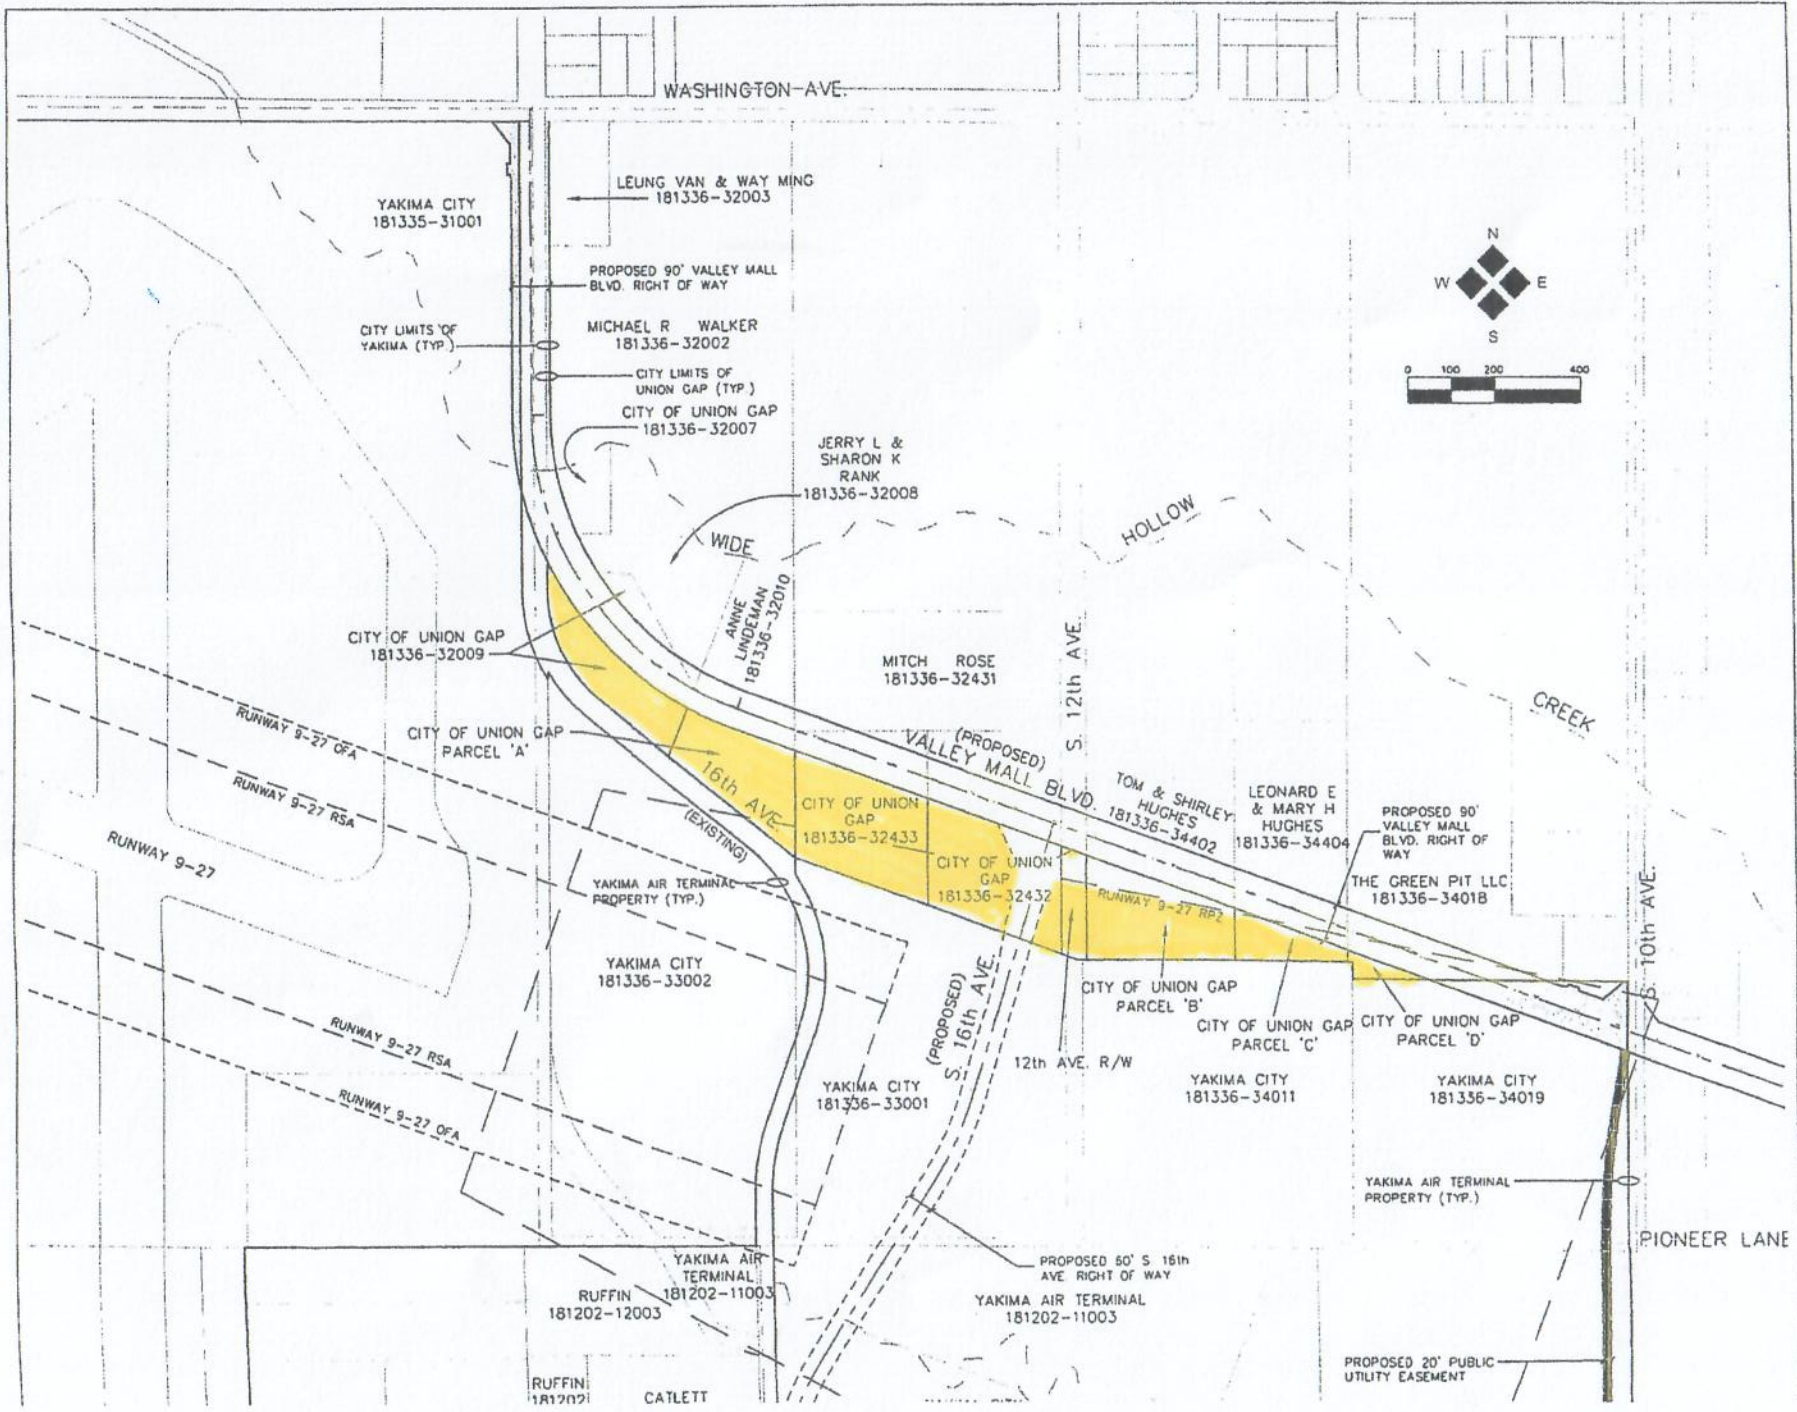 WASHINGTON AVE.
LEUNG VAN & WAY MING
181336-32003
YAKIMA CITY
181335-31001
N
W
E
S
PROPOSED 90' VALLEY MALL
BLVD. RIGHT OF WAY
CITY LIMITS OF
YAKIMA (TYP.)
MICHAEL R WALKER
181336-32002
CITY LIMITS OF
UNION GAP (TYP.)
0 100 200 400
CITY OF UNION GAP
181336-32007
JERRY L &
SHARON K
RANK
181336-32008
WIDE
HOLLOW
CREEK
ANNE
LINDEMAN
181336-32010
CITY OF UNION GAP
181336-32009
MITCH ROSE
181336-32431
S. 12th AVE.
RUNWAY 9-27 OFA
CITY OF UNION GAP
PARCEL 'A'
RUNWAY 9-27 RSA
RUNWAY 9-27
16th AVE.
(EXISTING)
(PROPOSED)
VALLEY MALL BLVD.
TOM & SHIRLEY
HUGHES
181336-34402
LEONARD E
& MARY H
HUGHES
181336-34404
PROPOSED 90'
VALLEY MALL
BLVD. RIGHT OF
WAY
THE GREEN PIT LLC
181336-34018
CITY OF UNION
GAP
181336-32433
CITY OF UNION
GAP
181336-32432
RUNWAY 9-27 RPZ
S. 10th AVE.
YAKIMA AIR TERMINAL
PROPERTY (TYP.)
YAKIMA CITY
181336-33002
(PROPOSED)
S. 16th AVE.
CITY OF UNION GAP
PARCEL 'B'
CITY OF UNION GAP
PARCEL 'C'
CITY OF UNION GAP
PARCEL 'D'
12th AVE. R/W
RUNWAY 9-27 RSA
RUNWAY 9-27 OFA
YAKIMA CITY
181336-33001
YAKIMA CITY
181336-34011
YAKIMA CITY
181336-34019
YAKIMA AIR TERMINAL
PROPERTY (TYP.)
PIONEER LANE
YAKIMA AIR
TERMINAL
181202-11003
RUFFIN
181202-12003
PROPOSED 60' S 16th
AVE RIGHT OF WAY
YAKIMA AIR TERMINAL
181202-11003
PROPOSED 20' PUBLIC
UTILITY EASEMENT
RUFFIN
181202
CATLETT